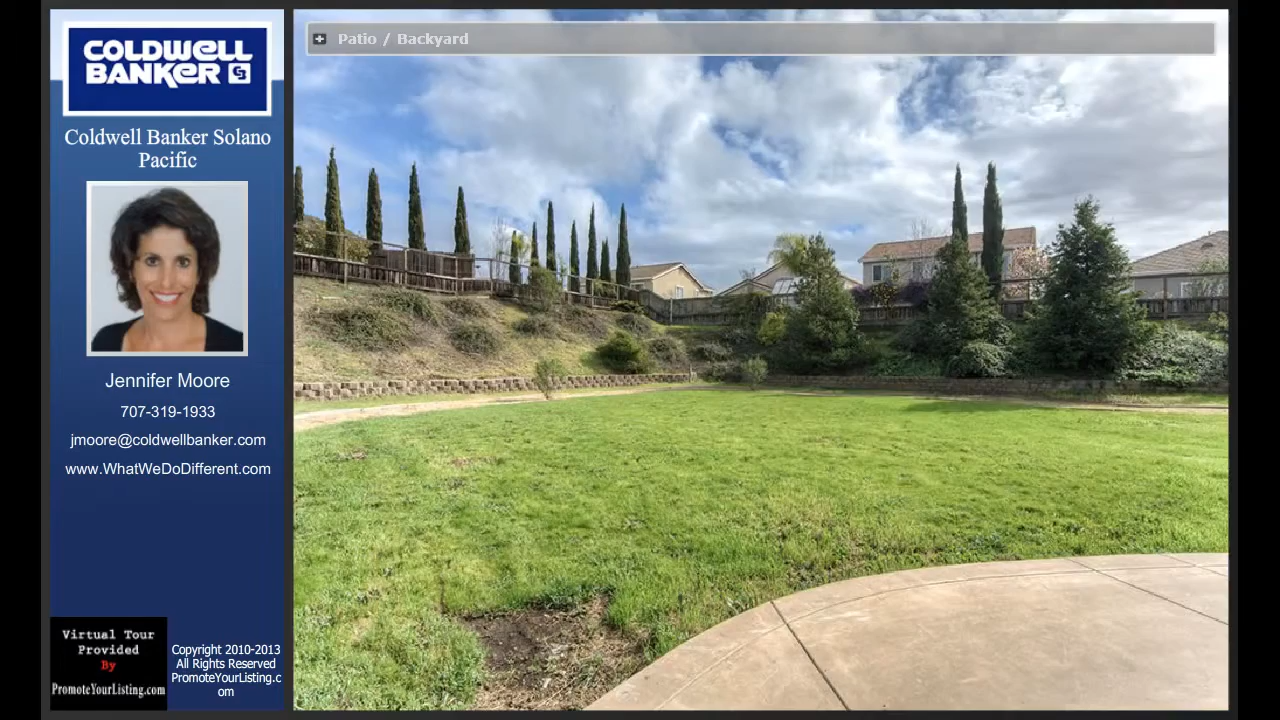 COLDWELL
BANKER
Coldwell Banker Solano
Pacific
Jennifer Moore
707-319-1933
jmoore@coldwellbanker.com
www.WhatWeDoDifferent.com
Virtual Tour
Provided
By
PromoteYourListing.com
Copyright 2010-2013
All Rights Reserved
PromoteYourListing.c
om
Patio / Backyard